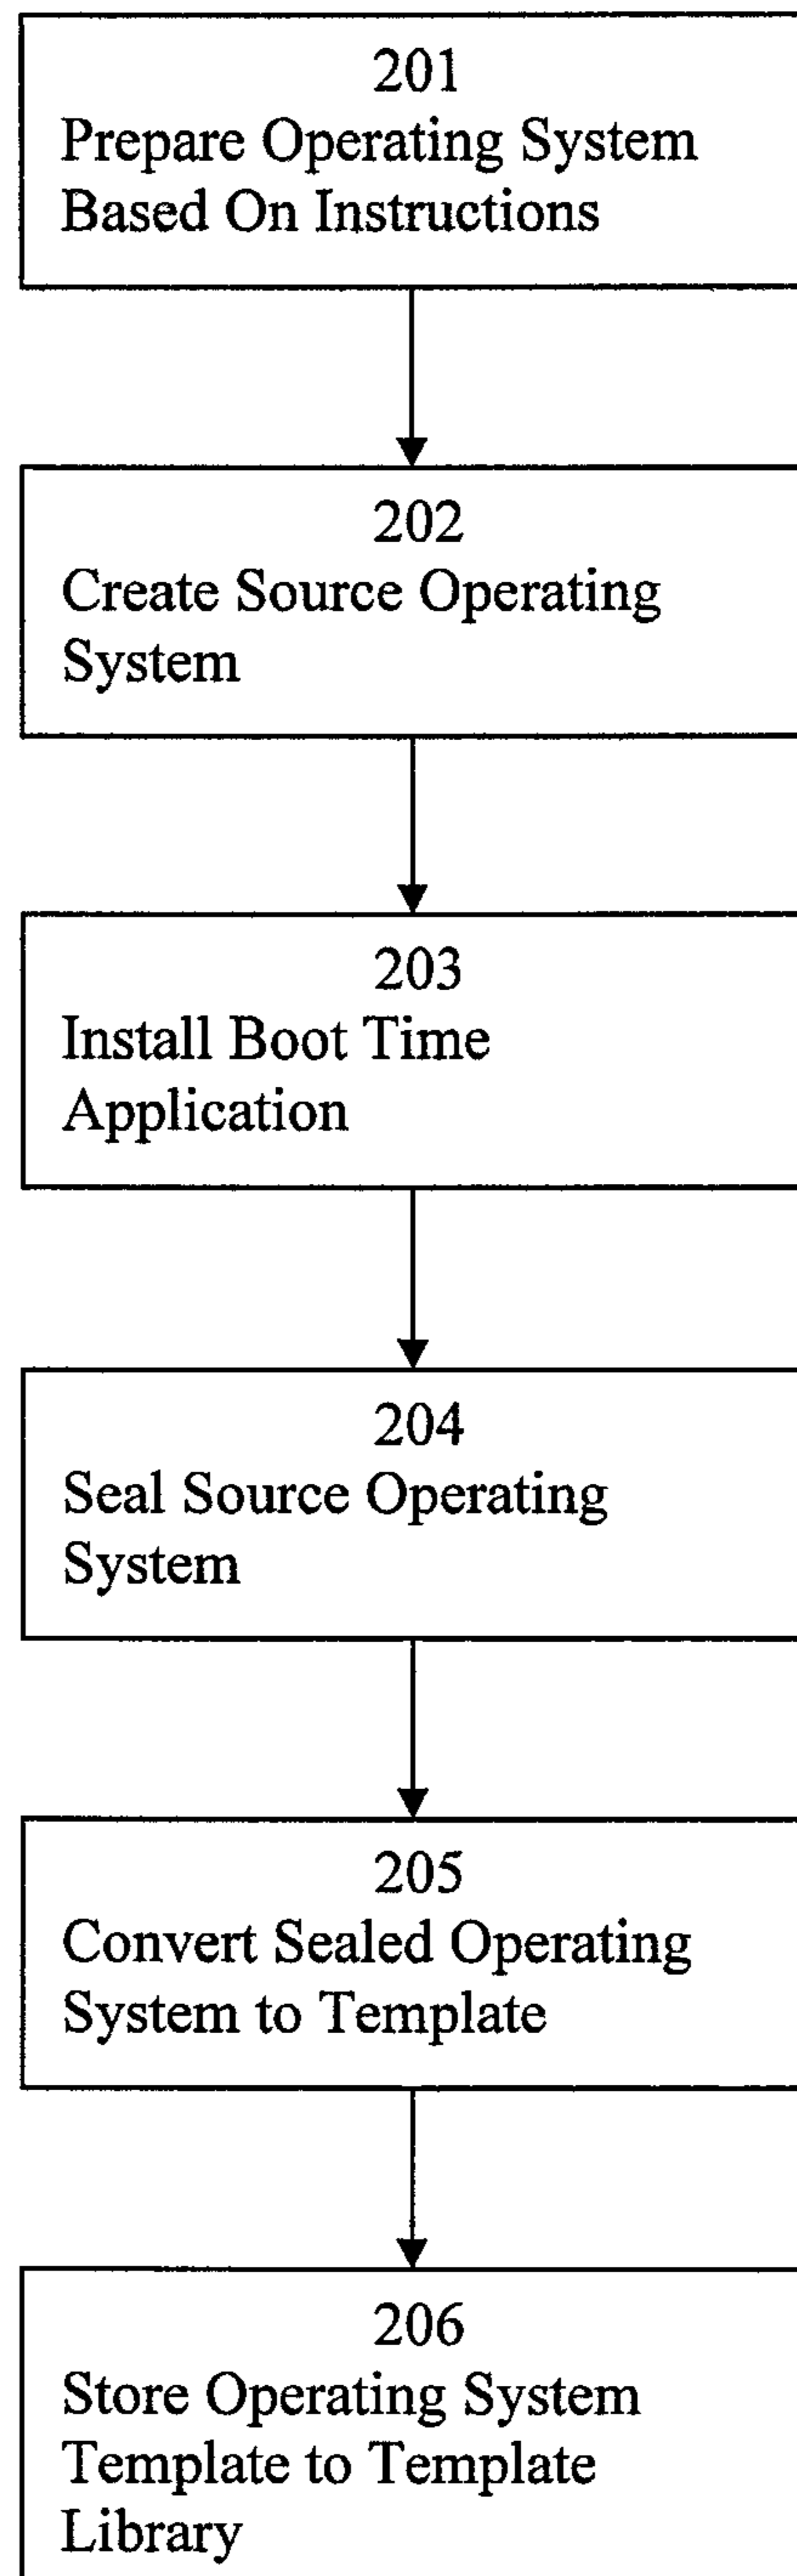 201
Prepare Operating System
Based On Instructions
202
Create Source Operating
System
203
Install Boot Time
Application
204
Seal Source Operating
System
205
Convert Sealed Operating
System to Template
206
Store Operating System
Template to Template
Library